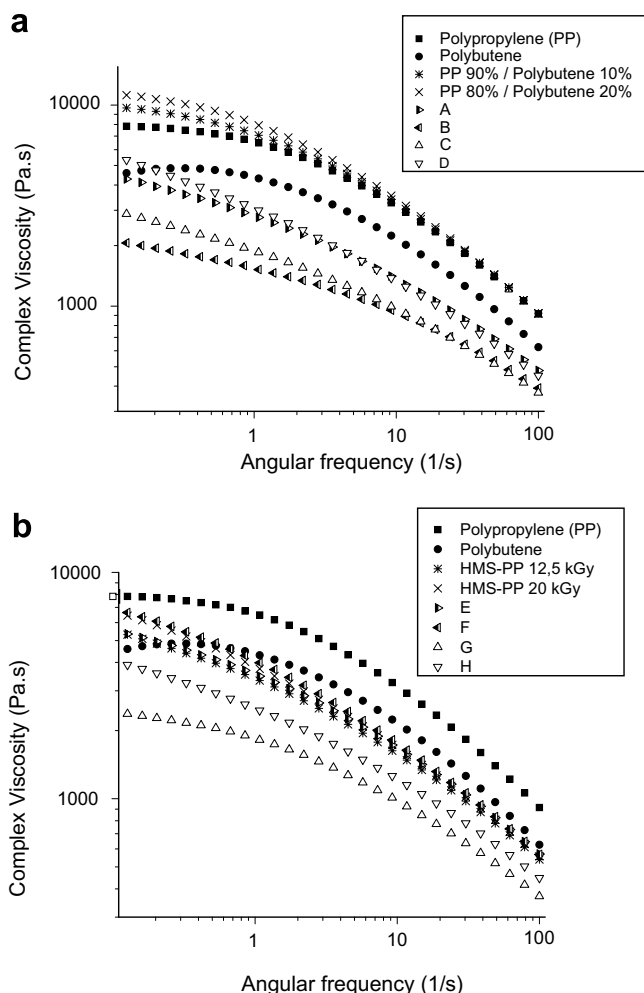 a
Polypropylene (PP)
Polybutene
PP 90% / Polybutene 10%
PP 80% / Polybutene 20%
A
B
C
D
10000
1000
Complex Viscosity (Pa.s)
1
10
100
Angular frequency (1/s)
b
Polypropylene (PP)
Polybutene
HMS-PP 12,5 kGy
HMS-PP 20 kGy
E
F
G
H
10000
1000
Complex Viscosity (Pa.s)
1
10
100
Angular frequency (1/s)